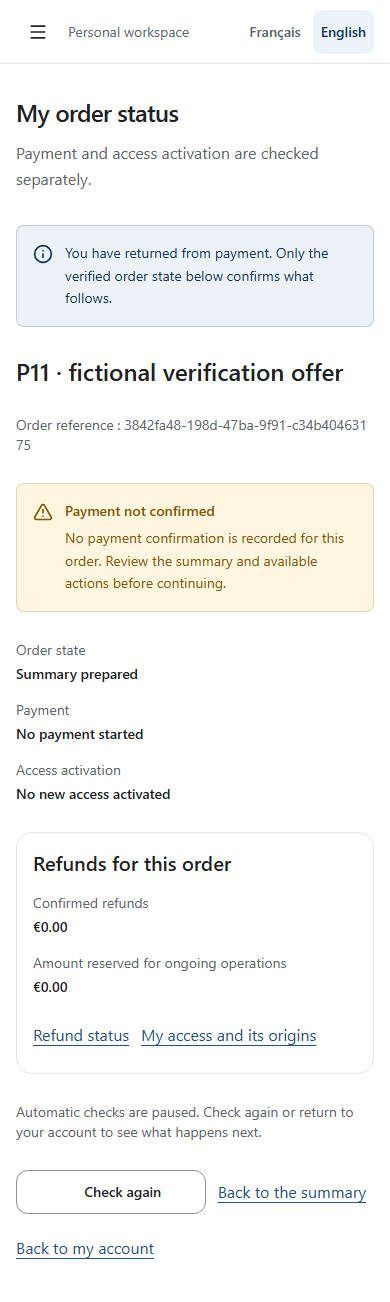 Personal workspace
Français
English
My order status
Payment and access activation are checked
separately.
You have returned from payment. Only the
verified order state below confirms what
follows.
P11 · fictional verification offer
Order reference : 3842fa48-198d-47ba-9f91-c34b404631
75
Payment not confirmed
No payment confirmation is recorded for this
order. Review the summary and available
actions before continuing.
Order state
Summary prepared
Payment
No payment started
Access activation
No new access activated
Refunds for this order
Confirmed refunds
€0.00
Amount reserved for ongoing operations
€0.00
Refund status
My access and its origins
Automatic checks are paused. Check again or return to
your account to see what happens next.
Check again
Back to the summary
Back to my account